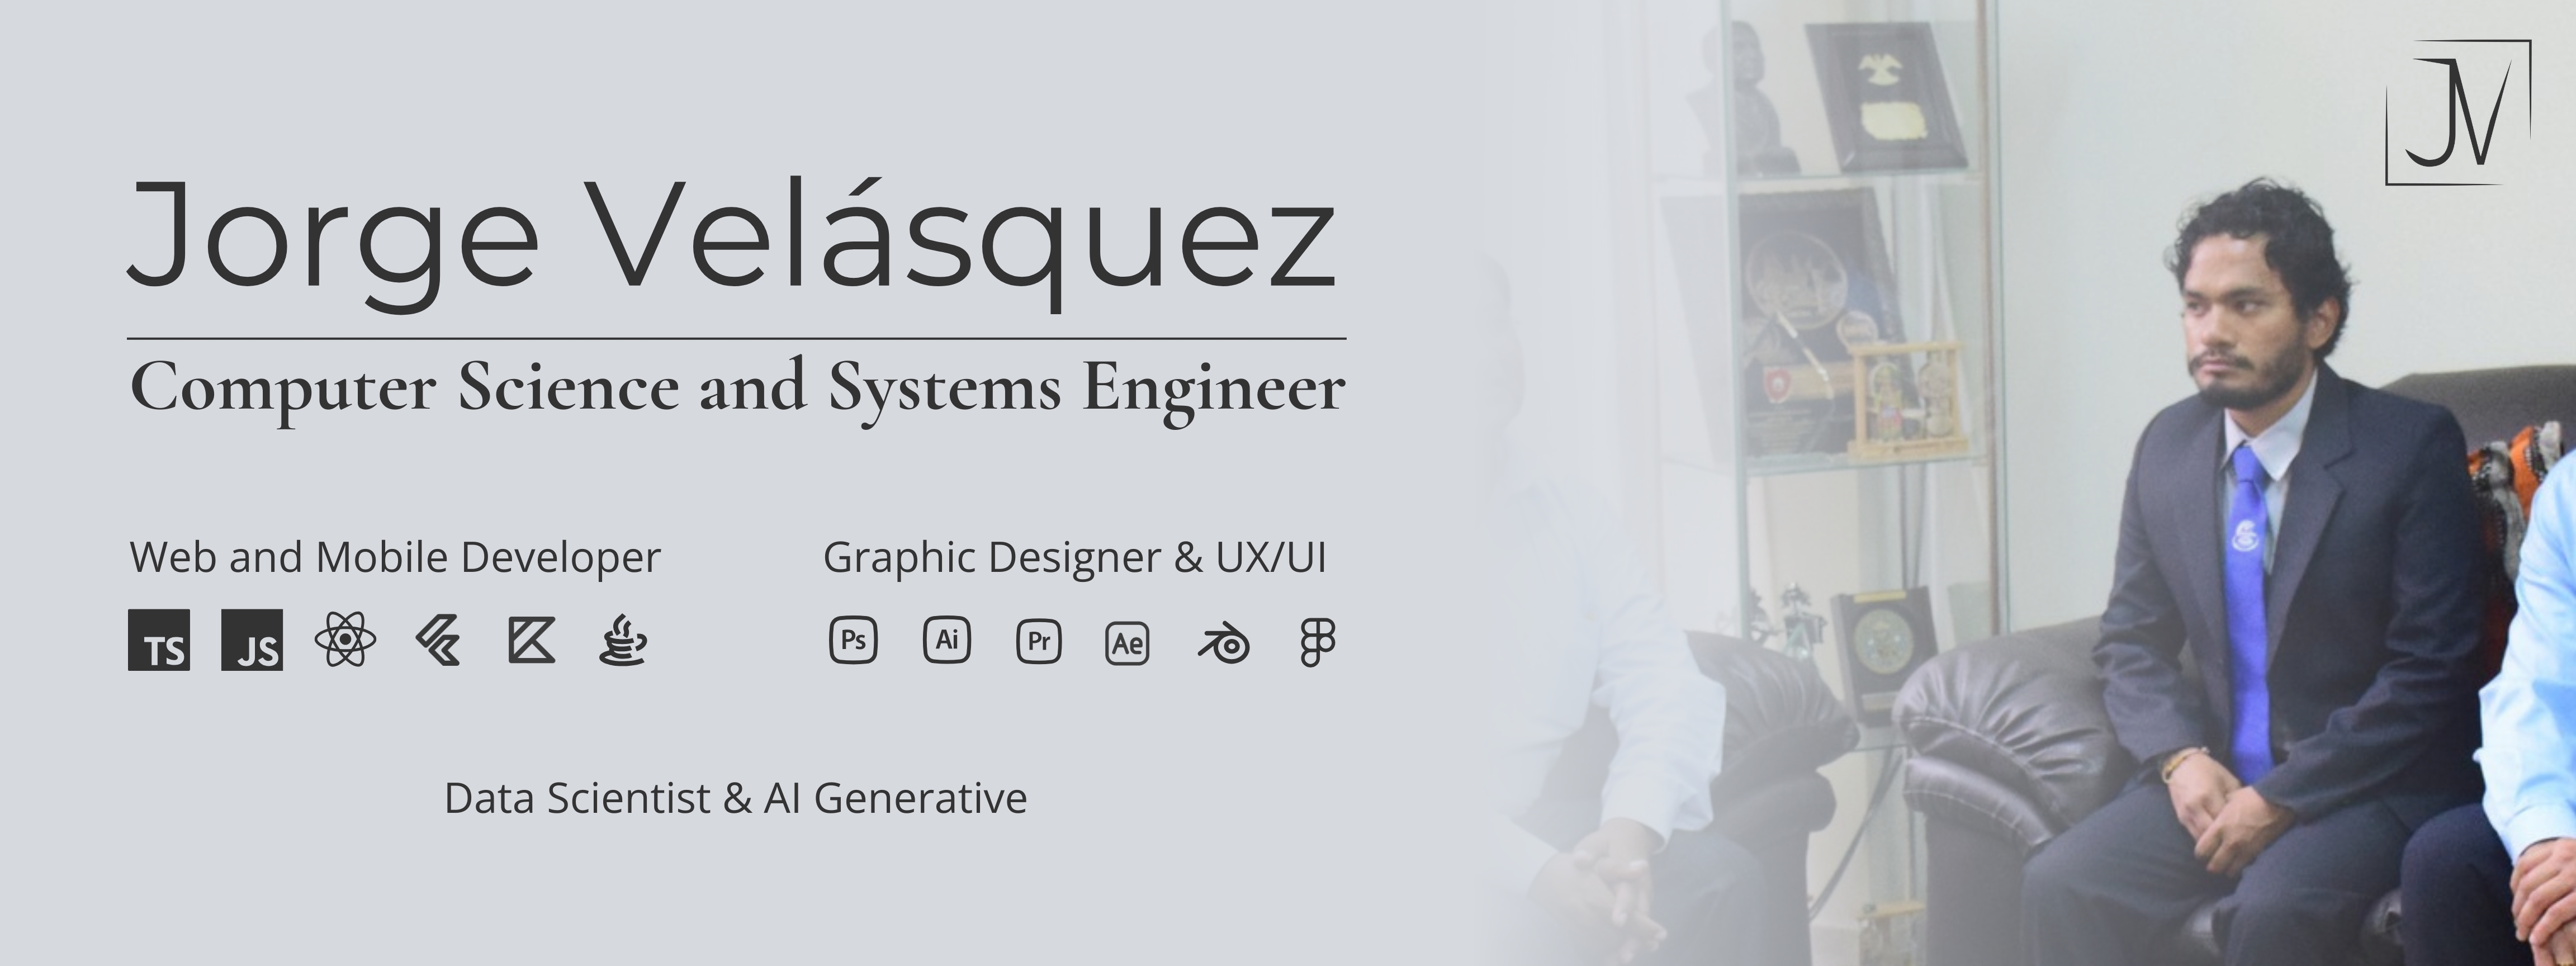 Jorge Velásquez
Computer Science and Systems Engineer
Web and Mobile Developer
TS JS
Graphic Designer & UX/UI
Ps Ai Pr Ae
Data Scientist & AI Generative
JV